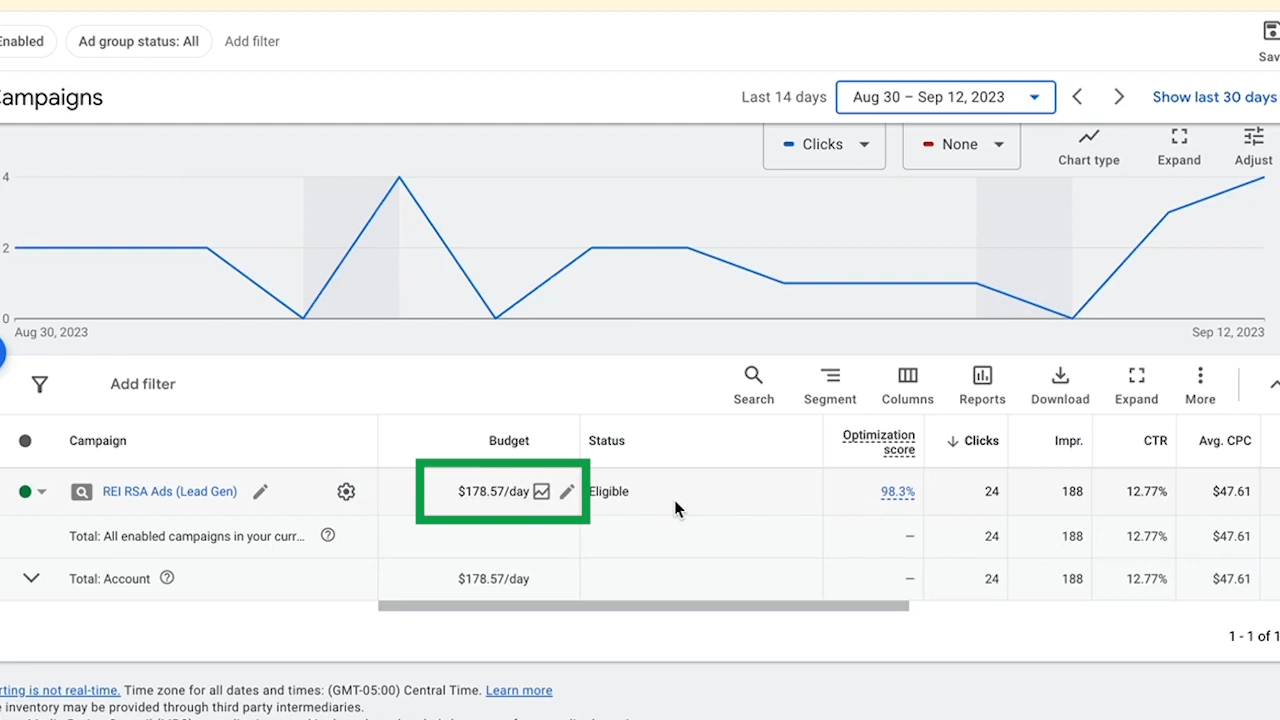 Enabled
Ad group status: All
Add filter
Sav
Campaigns
Last 14 days
Aug 30 – Sep 12, 2023
Show last 30 days
Clicks
None
Chart type
Expand
Adjust
4
2
0
Aug 30, 2023
Sep 12, 2023
Add filter
Search
Segment
Columns
Reports
Download
Expand
More
Campaign
Budget
Status
Optimization
score
Clicks
Impr.
CTR
Avg. CPC
REI RSA Ads (Lead Gen)
$178.57/day
Eligible
98.3%
24
188
12.77%
$47.61
Total: All enabled campaigns in your curr...
–
24
188
12.77%
$47.61
Total: Account
$178.57/day
–
24
188
12.77%
$47.61
1 - 1 of 1
rting is not real-time. Time zone for all dates and times: (GMT-05:00) Central Time. Learn more
e inventory may be provided through third party intermediaries.